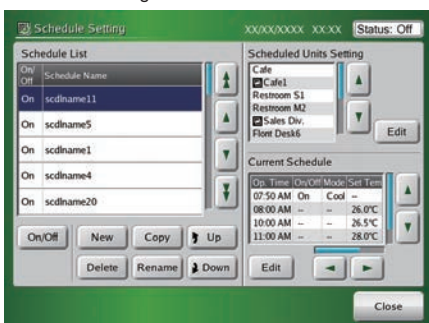 Schedule Setting
XX/XX/XXXX XX:XX
Status: Off
Schedule List
On/Off Schedule Name
On scdlname11
On scdlname5
On scdlname1
On scdlname4
On scdlname20
On/Off New Copy Up
Delete Rename Down
Scheduled Units Setting
Cafe
Cafe1
Restroom S1
Restroom M2
Sales Div.
Flont Desk6
Edit
Current Schedule
Op. Time On/Off Mode Set Tem
07:50 AM On Cool –
08:00 AM – – 26.0°C
10:00 AM – – 26.5°C
11:00 AM – – 28.0°C
Edit
Close